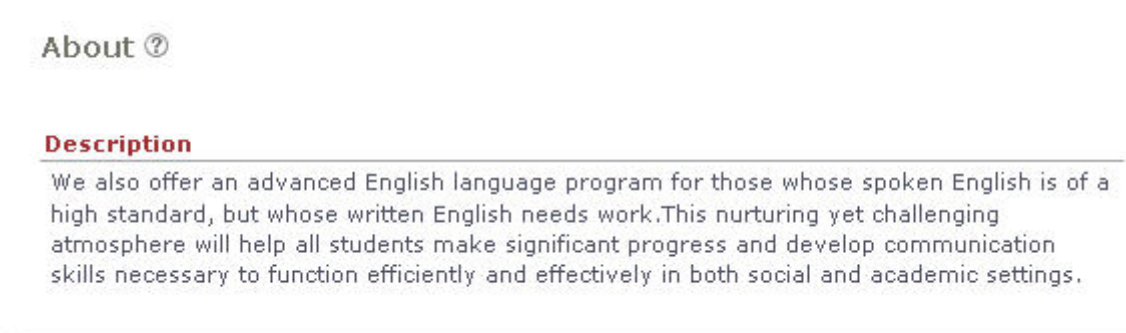 About ?
Description
We also offer an advanced English language program for those whose spoken English is of a
high standard, but whose written English needs work.This nurturing yet challenging
atmosphere will help all students make significant progress and develop communication
skills necessary to function efficiently and effectively in both social and academic settings.